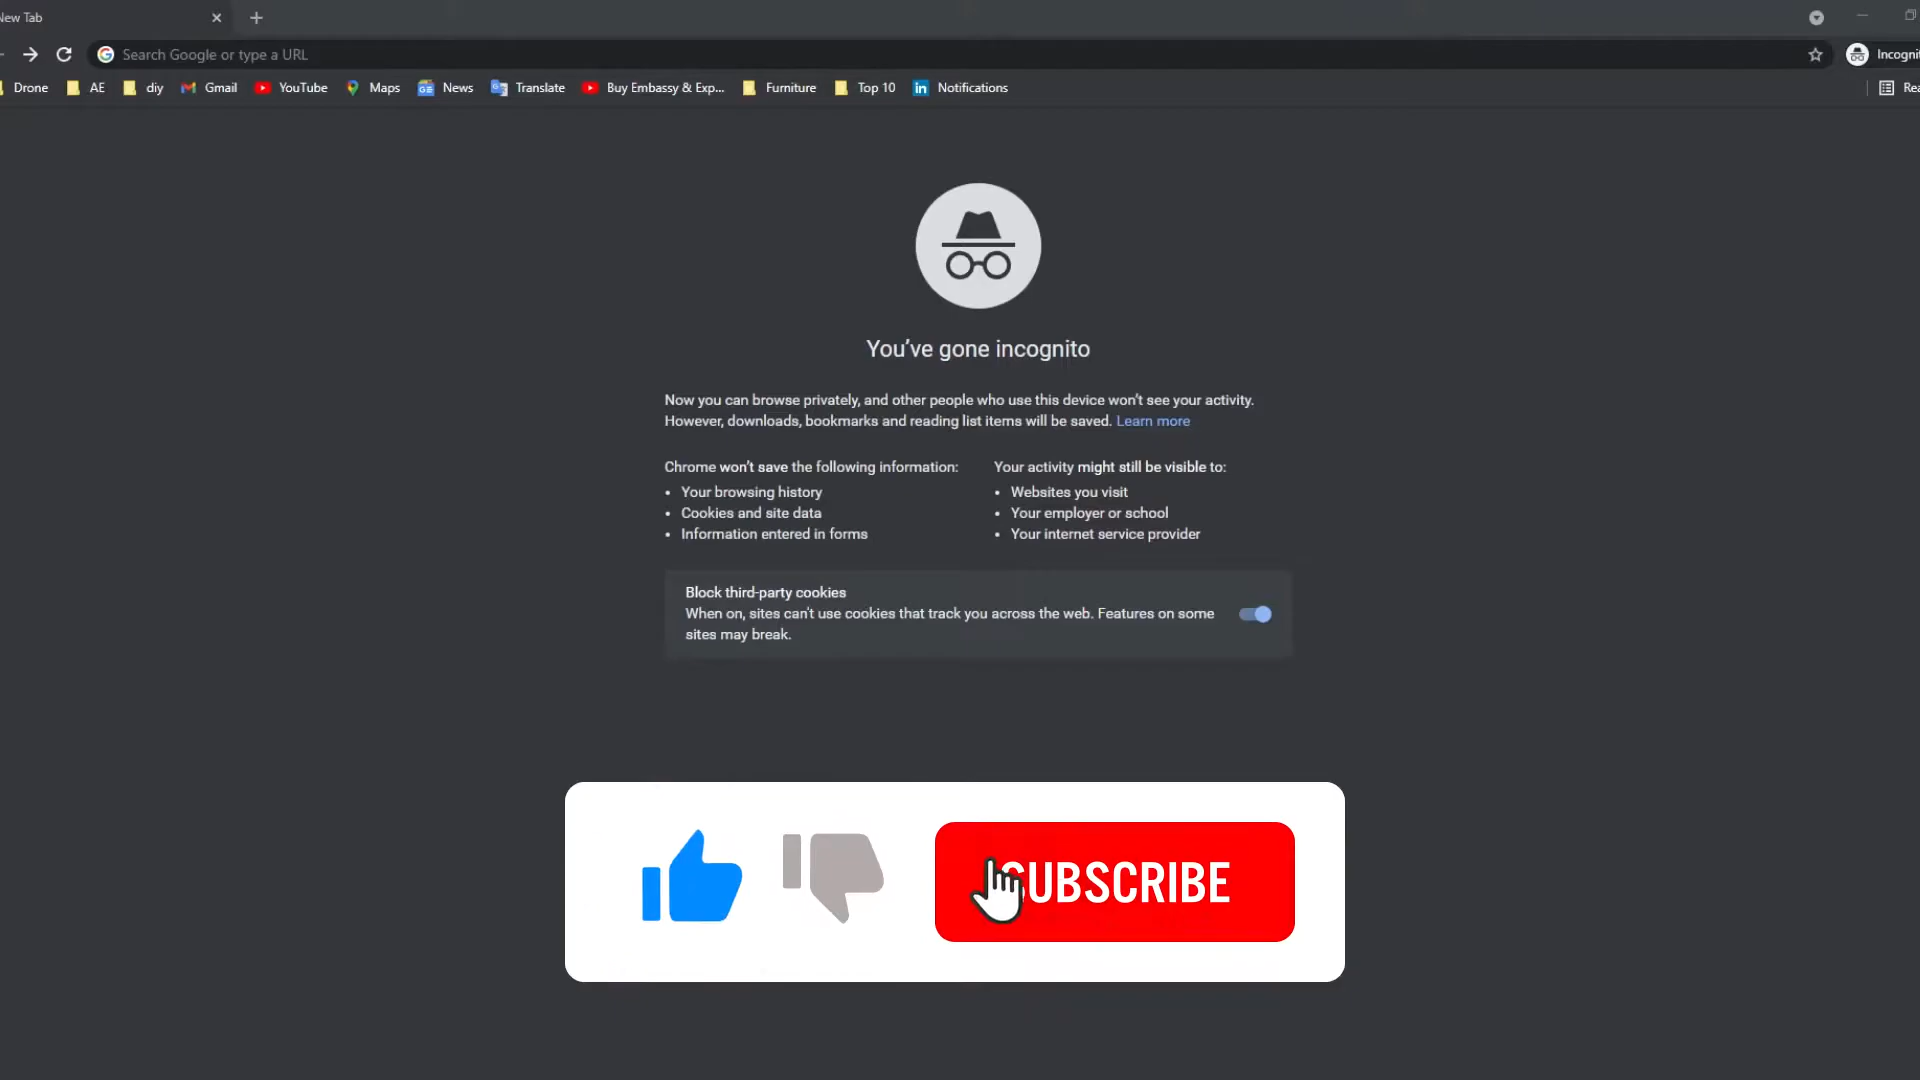 New Tab
Search Google or type a URL
Drone AE diy Gmail YouTube Maps News Translate Buy Embassy & Exp... Furniture Top 10 Notifications
You've gone incognito
Now you can browse privately, and other people who use this device won't see your activity.
However, downloads, bookmarks and reading list items will be saved. Learn more
Chrome won't save the following information:
Your browsing history
Cookies and site data
Information entered in forms
Your activity might still be visible to:
Websites you visit
Your employer or school
Your internet service provider
Block third-party cookies
When on, sites can't use cookies that track you across the web. Features on some
sites may break.
SUBSCRIBE